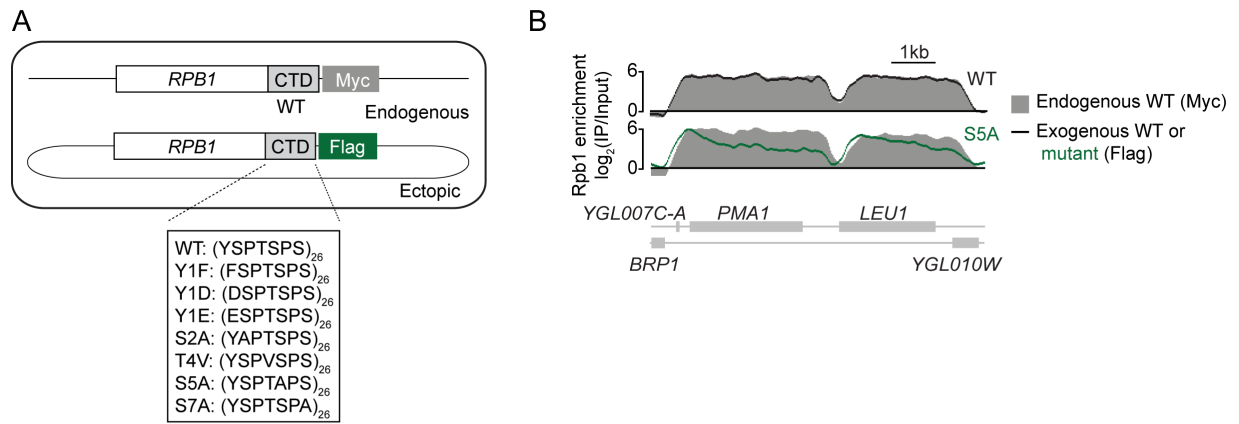 A
RPB1 CTD Myc
WT
Endogenous
RPB1 CTD Flag
Ectopic
WT: (YSPTSPS)26
Y1F: (FSPTSPS)26
Y1D: (DSPTSPS)26
Y1E: (ESPTSPS)26
S2A: (YAPTSPS)26
T4V: (YSPVSPS)26
S5A: (YSPTAPS)26
S7A: (YSPTSPA)26
B
1kb
Rpb1 enrichment
log2(IP/Input)
6
0
WT
6
0
S5A
Endogenous WT (Myc)
Exogenous WT or
mutant (Flag)
YGL007C-A PMA1 LEU1
BRP1 YGL010W